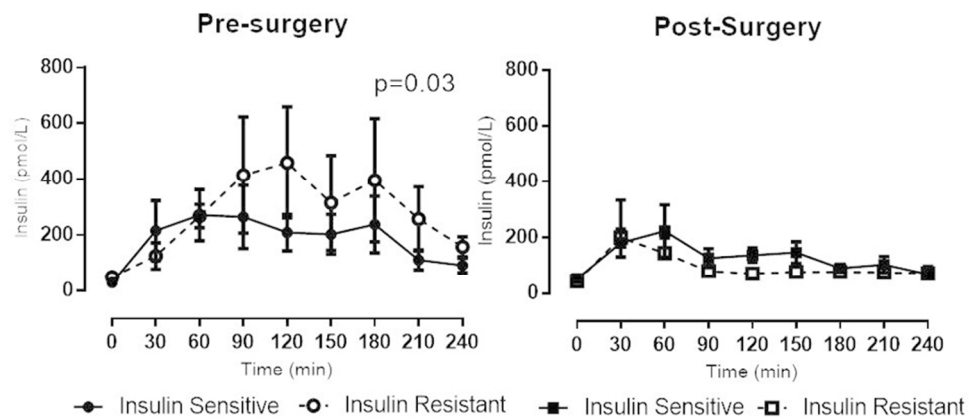 Pre-surgery
Insulin (pmol/L)
800
600
400
200
0
p=0.03
0 30 60 90 120 150 180 210 240
Time (min)
Insulin Sensitive Insulin Resistant
Post-Surgery
Insulin (pmol/L)
800
600
400
200
0
0 30 60 90 120 150 180 210 240
Time (min)
Insulin Sensitive Insulin Resistant